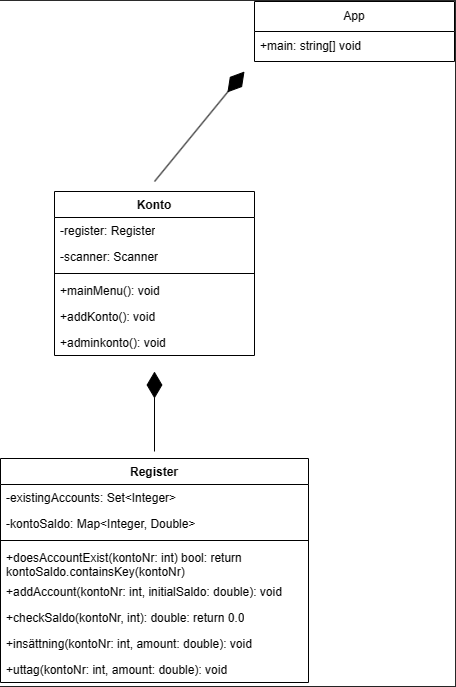 App
+main: string[] void
Konto
-register: Register
-scanner: Scanner
+mainMenu(): void
+addKonto(): void
+adminkonto(): void
Register
-existingAccounts: Set<Integer>
-kontoSaldo: Map<Integer, Double>
+doesAccountExist(kontoNr: int) bool: return
kontoSaldo.containsKey(kontoNr)
+addAccount(kontoNr: int, initialSaldo: double): void
+checkSaldo(kontoNr, int): double: return 0.0
+insättning(kontoNr: int, amount: double): void
+uttag(kontoNr: int, amount: double): void